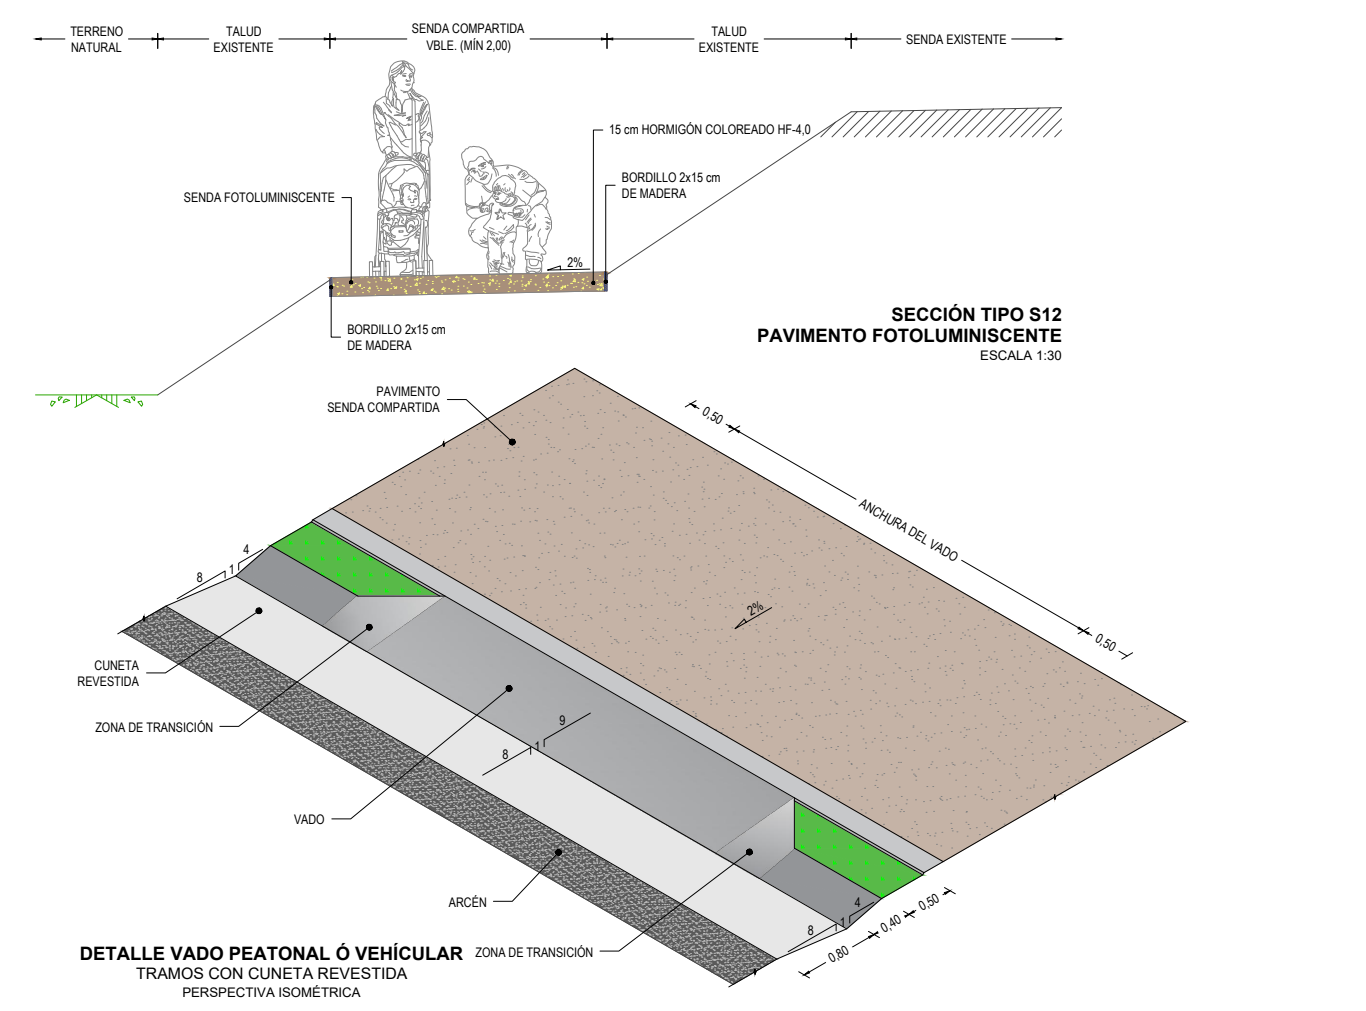 TERRENO
NATURAL
TALUD
EXISTENTE
SENDA COMPARTIDA
VBLE. (MÍN 2,00)
TALUD
EXISTENTE
SENDA EXISTENTE
15 cm HORMIGÓN COLOREADO HF-4,0
BORDILLO 2x15 cm
DE MADERA
SENDA FOTOLUMINISCENTE
2%
BORDILLO 2x15 cm
DE MADERA
SECCIÓN TIPO S12
PAVIMENTO FOTOLUMINISCENTE
ESCALA 1:30
PAVIMENTO
SENDA COMPARTIDA
0,50
ANCHURA DEL VADO
0,50
2%
4
1
8
CUNETA
REVESTIDA
ZONA DE TRANSICIÓN
9
1
8
VADO
ARCÉN
4
1
8
0,50
0,40
0,80
ZONA DE TRANSICIÓN
DETALLE VADO PEATONAL Ó VEHÍCULAR
TRAMOS CON CUNETA REVESTIDA
PERSPECTIVA ISOMÉTRICA